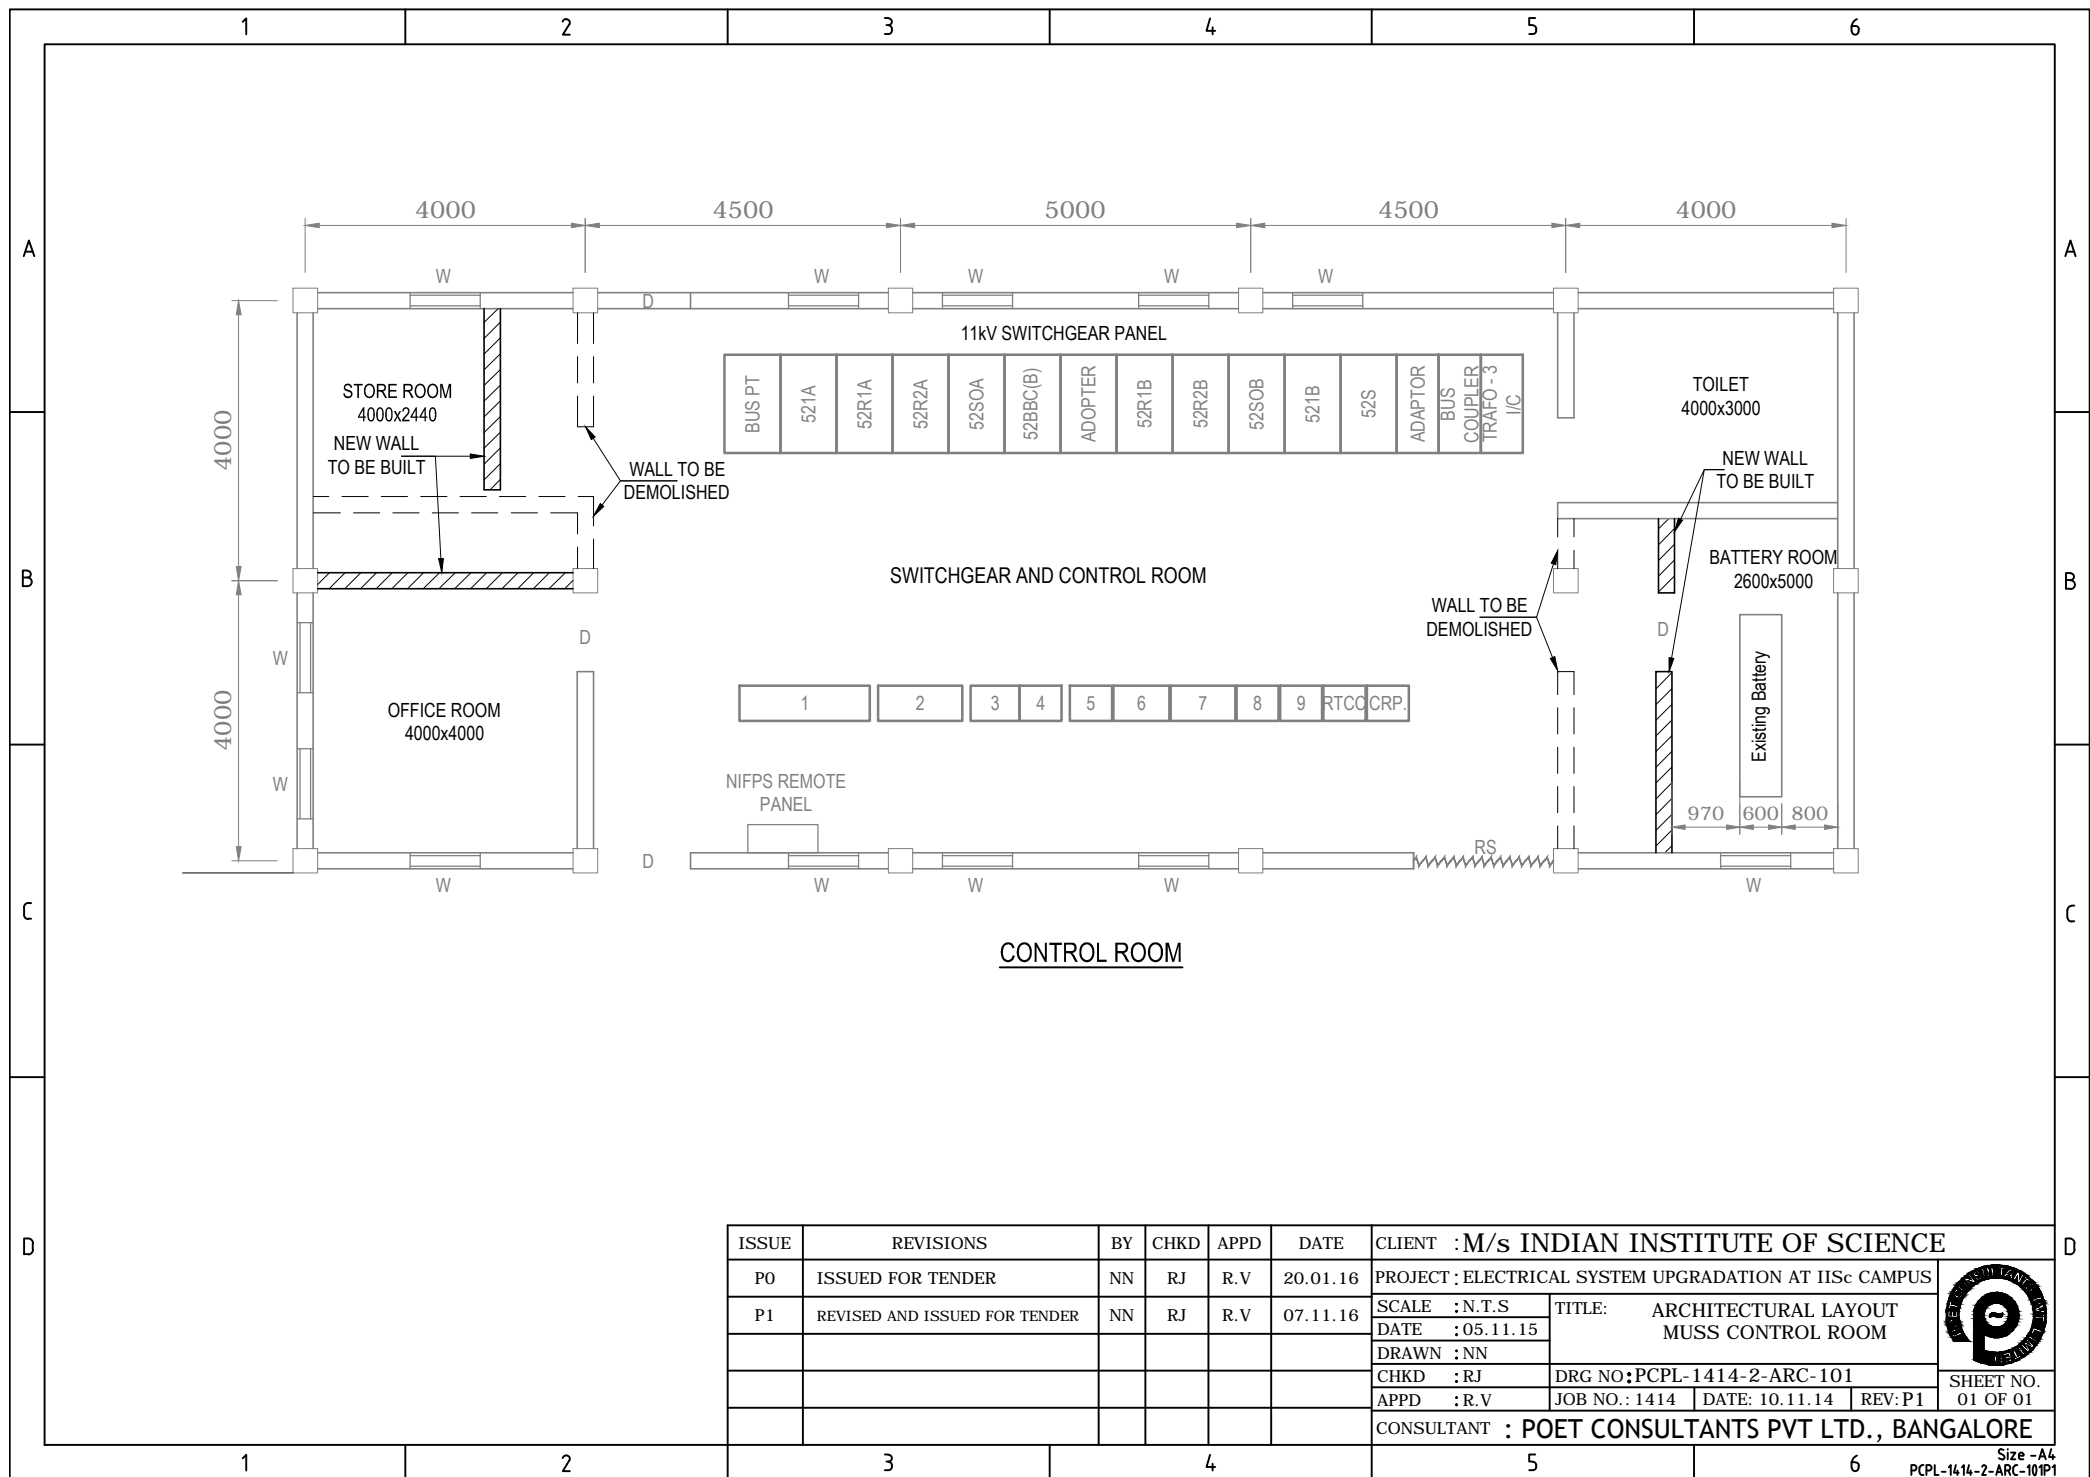 1 2 3 4 5 6
4000 4500 5000 4500 4000
A A
W W W W W
D
11kV SWITCHGEAR PANEL
BUS PT
521A
52R1A
52R2A
52SOA
52BBC(B)
ADOPTER
52R1B
52R2B
52SOB
521B
52S
ADAPTOR
BUS
COUPLER
TRAFO - 3
I/C
STORE ROOM
4000x2440
TOILET
4000x3000
4000
NEW WALL
TO BE BUILT
WALL TO BE
DEMOLISHED
NEW WALL
TO BE BUILT
B B
SWITCHGEAR AND CONTROL ROOM
BATTERY ROOM
2600x5000
WALL TO BE
DEMOLISHED
D D
W
4000
OFFICE ROOM
4000x4000
Existing Battery
1 2 3 4 5 6 7 8 9 RTCC CRP.
W
NIFPS REMOTE
PANEL
970 600 800
D
RS
W W W W W
C C
CONTROL ROOM
D D
ISSUE REVISIONS BY CHKD APPD DATE
P0 ISSUED FOR TENDER NN RJ R.V 20.01.16
P1 REVISED AND ISSUED FOR TENDER NN RJ R.V 07.11.16
CLIENT : M/s INDIAN INSTITUTE OF SCIENCE
PROJECT : ELECTRICAL SYSTEM UPGRADATION AT IISc CAMPUS
SCALE : N.T.S
DATE : 05.11.15
DRAWN : NN
CHKD : RJ
APPD : R.V
TITLE: ARCHITECTURAL LAYOUT
MUSS CONTROL ROOM
DRG NO: PCPL-1414-2-ARC-101
JOB NO.: 1414 DATE: 10.11.14 REV: P1
SHEET NO.
01 OF 01
CONSULTANT : POET CONSULTANTS PVT LTD., BANGALORE
POET CONSULTANTS PVT LIMITED
1 2 3 4 5 6
Size -A4
PCPL-1414-2-ARC-101P1